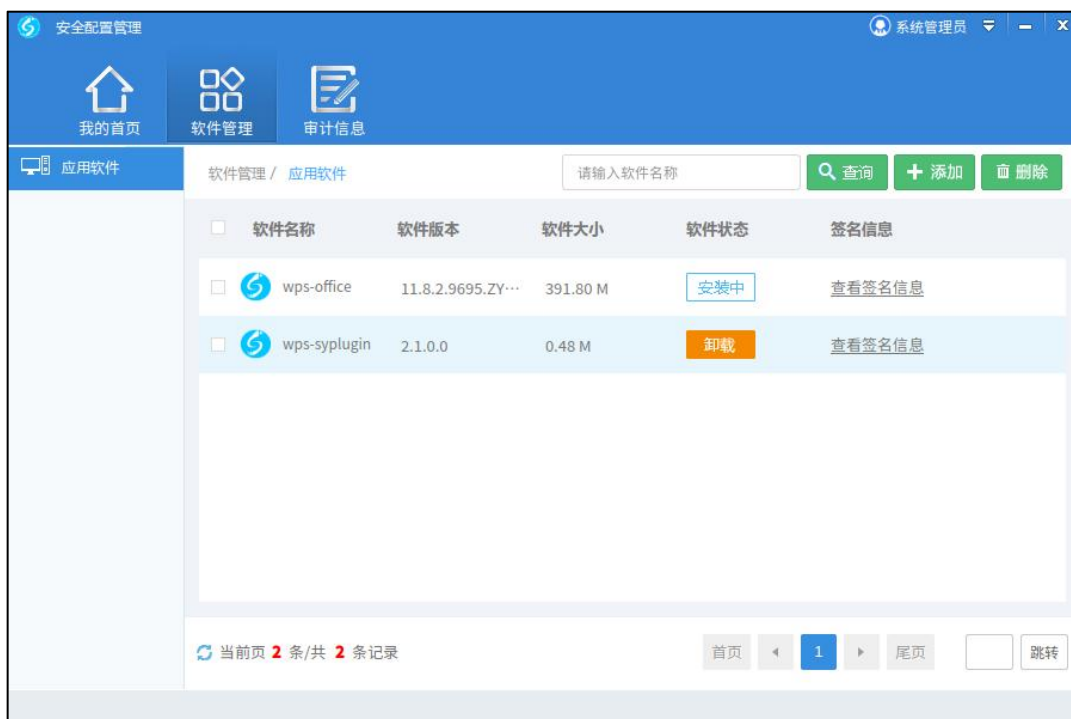 安全配置管理 系统管理员
我的首页 软件管理 审计信息
应用软件 软件管理 / 应用软件 请输入软件名称 查询 添加 删除
软件名称 软件版本 软件大小 软件状态 签名信息
wps-office 11.8.2.9695.ZY… 391.80 M 安装中 查看签名信息
wps-syplugin 2.1.0.0 0.48 M 卸载 查看签名信息
当前页 2 条/共 2 条记录 首页 1 尾页 跳转